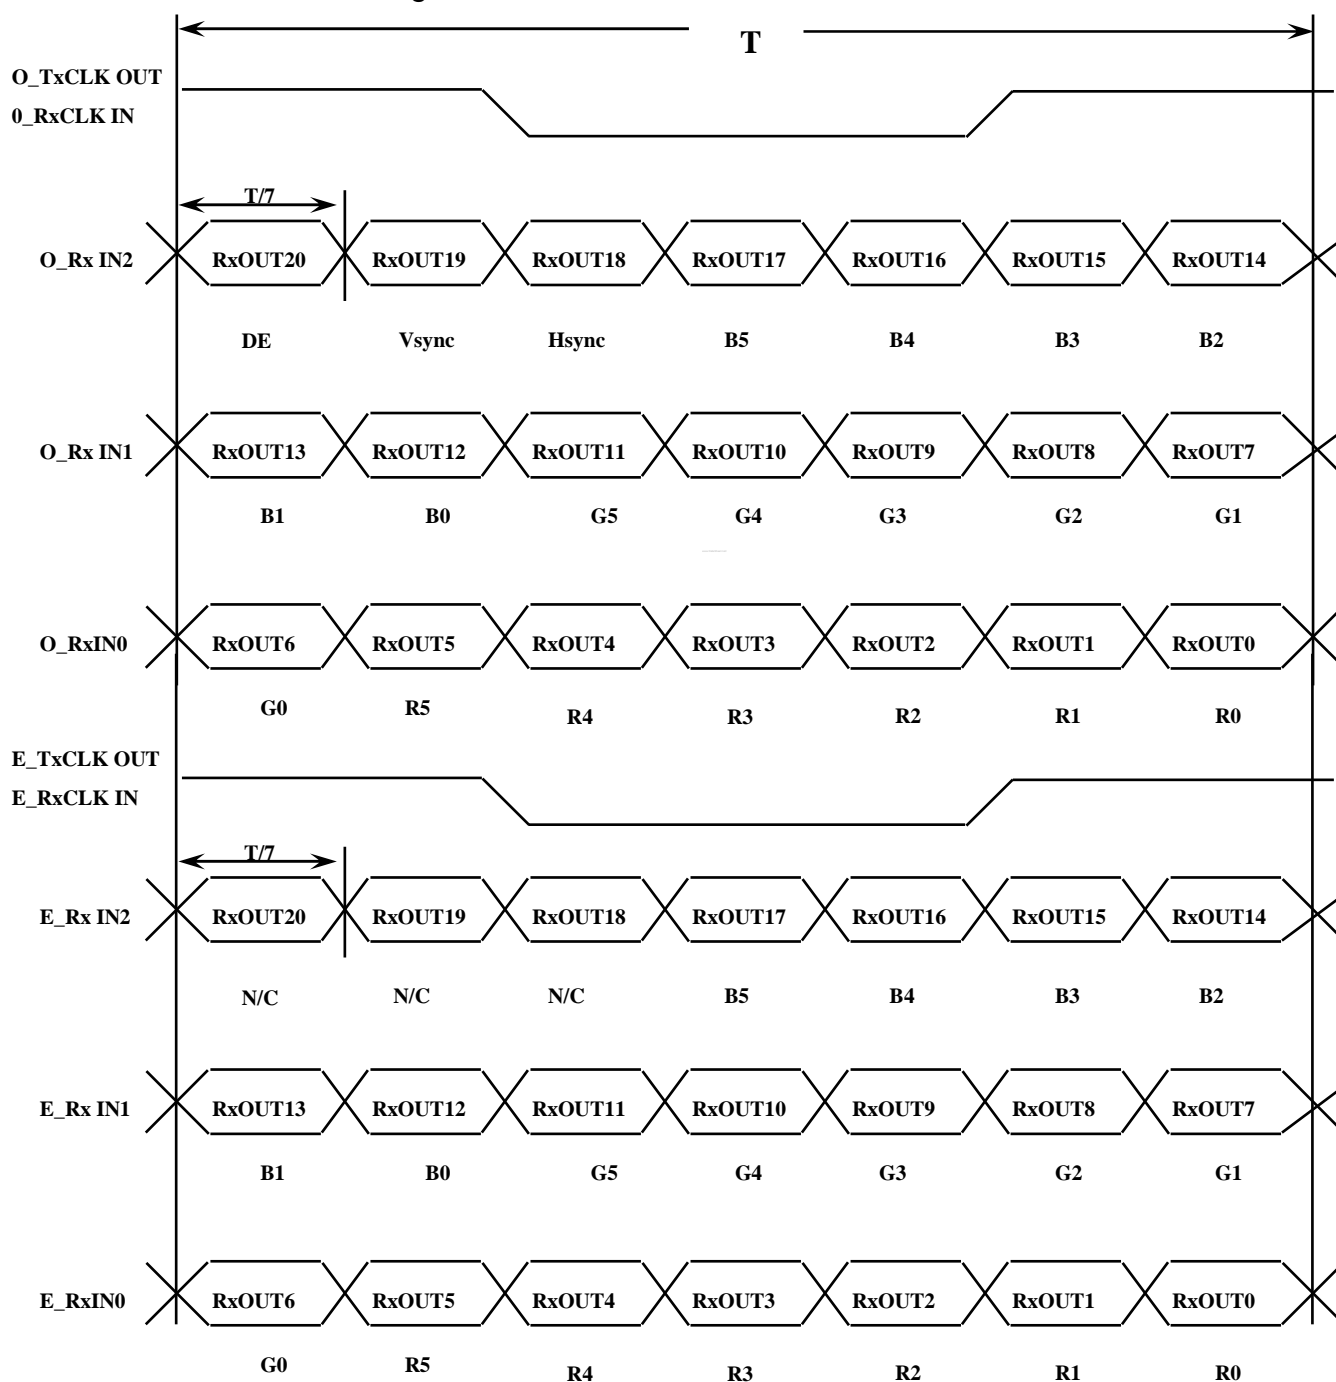 T
O_TxCLK OUT
0_RxCLK IN
T/7
O_Rx IN2 RxOUT20 RxOUT19 RxOUT18 RxOUT17 RxOUT16 RxOUT15 RxOUT14
DE Vsync Hsync B5 B4 B3 B2
O_Rx IN1 RxOUT13 RxOUT12 RxOUT11 RxOUT10 RxOUT9 RxOUT8 RxOUT7
B1 B0 G5 G4 G3 G2 G1
O_RxIN0 RxOUT6 RxOUT5 RxOUT4 RxOUT3 RxOUT2 RxOUT1 RxOUT0
G0 R5 R4 R3 R2 R1 R0
E_TxCLK OUT
E_RxCLK IN
T/7
E_Rx IN2 RxOUT20 RxOUT19 RxOUT18 RxOUT17 RxOUT16 RxOUT15 RxOUT14
N/C N/C N/C B5 B4 B3 B2
E_Rx IN1 RxOUT13 RxOUT12 RxOUT11 RxOUT10 RxOUT9 RxOUT8 RxOUT7
B1 B0 G5 G4 G3 G2 G1
E_RxIN0 RxOUT6 RxOUT5 RxOUT4 RxOUT3 RxOUT2 RxOUT1 RxOUT0
G0 R5 R4 R3 R2 R1 R0